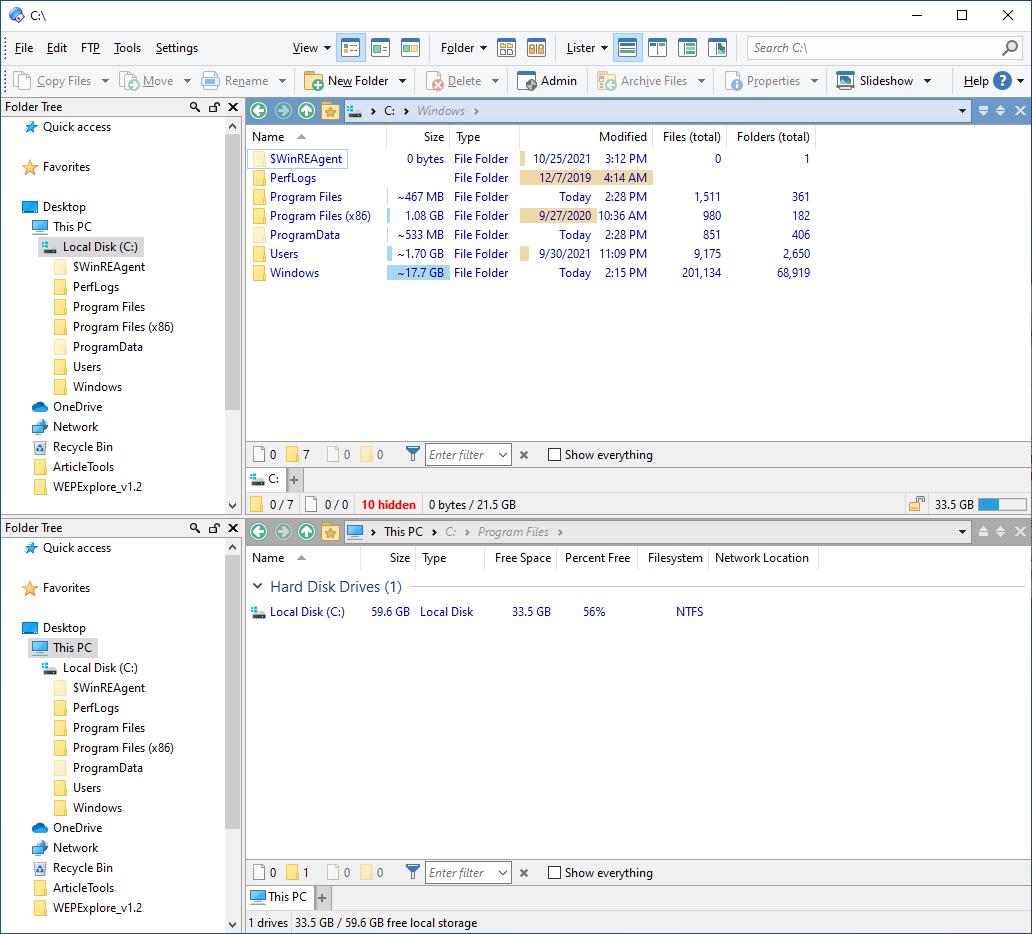 C:\
File Edit FTP Tools Settings View Folder Lister Search C:\
Copy Files Move Rename New Folder Delete Admin Archive Files Properties Slideshow Help ?
Folder Tree
Quick access
Favorites
Desktop
This PC
Local Disk (C:)
$WinREAgent
PerfLogs
Program Files
Program Files (x86)
ProgramData
Users
Windows
OneDrive
Network
Recycle Bin
ArticleTools
WEPExplore_v1.2
C: Windows
Name Size Type Modified Files (total) Folders (total)
$WinREAgent 0 bytes File Folder 10/25/2021 3:12 PM 0 1
PerfLogs File Folder 12/7/2019 4:14 AM
Program Files ~467 MB File Folder Today 2:28 PM 1,511 361
Program Files (x86) 1.08 GB File Folder 9/27/2020 10:36 AM 980 182
ProgramData ~533 MB File Folder Today 2:28 PM 851 406
Users ~1.70 GB File Folder 9/30/2021 11:09 PM 9,175 2,650
Windows ~17.7 GB File Folder Today 2:15 PM 201,134 68,919
0 7 0 0 Enter filter Show everything
C: +
0 / 7 0 / 0 10 hidden 0 bytes / 21.5 GB 33.5 GB
Folder Tree
Quick access
Favorites
Desktop
This PC
Local Disk (C:)
$WinREAgent
PerfLogs
Program Files
Program Files (x86)
ProgramData
Users
Windows
OneDrive
Network
Recycle Bin
ArticleTools
WEPExplore_v1.2
This PC C: Program Files
Name Size Type Free Space Percent Free Filesystem Network Location
Hard Disk Drives (1)
Local Disk (C:) 59.6 GB Local Disk 33.5 GB 56% NTFS
0 1 0 0 Enter filter Show everything
This PC +
1 drives 33.5 GB / 59.6 GB free local storage